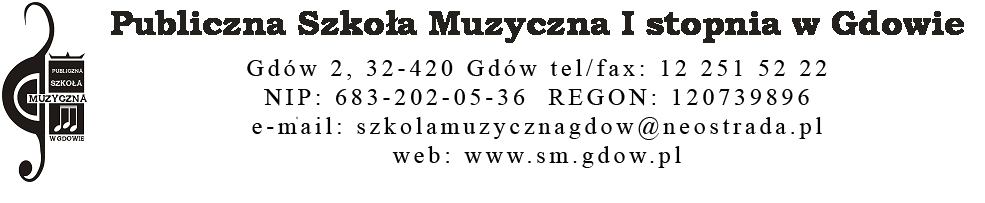 Publiczna Szkoła Muzyczna I stopnia w Gdowie
Gdów 2, 32-420 Gdów tel/fax: 12 251 52 22
NIP: 683-202-05-36 REGON: 120739896
e-mail: szkolamuzycznagdow@neostrada.pl
web: www.sm.gdow.pl
PUBLICZNA
SZKOŁA
MUZYCZNA
W GDOWIE